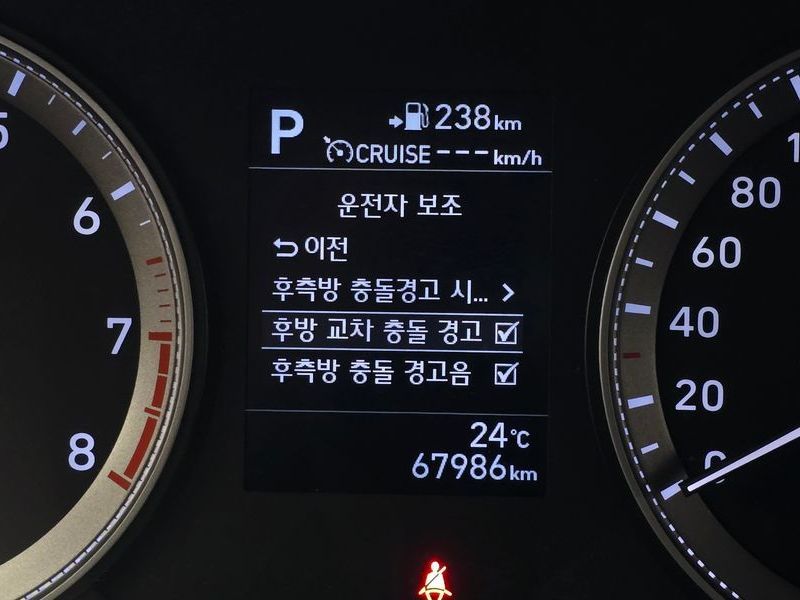 P
238km
CRUISE---km/h
운전자 보조
이전
후측방 충돌경고 시...
후방 교차 충돌 경고
후측방 충돌 경고음
24°C
67986km
6
7
8
80
60
40
20
0